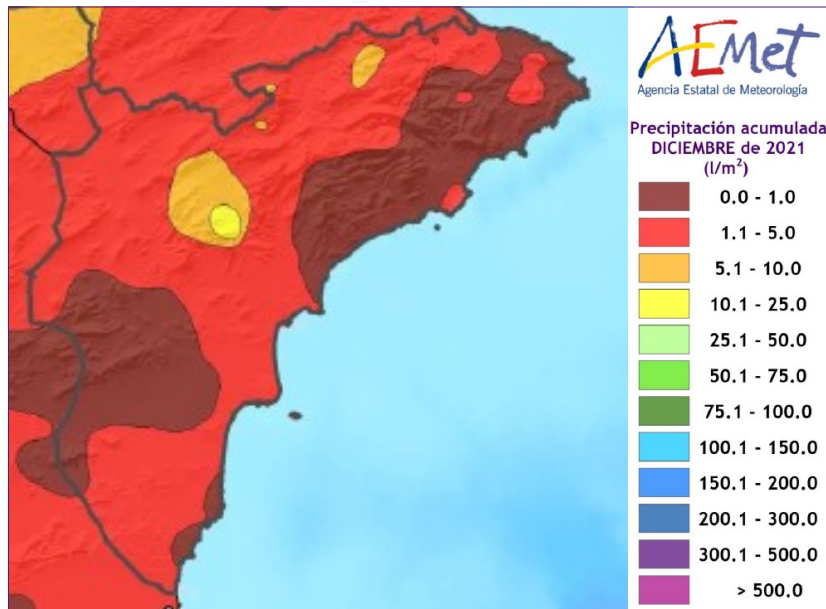 AEMet
Agencia Estatal de Meteorología
Precipitación acumulada
DICIEMBRE de 2021
(l/m²)
0.0 - 1.0
1.1 - 5.0
5.1 - 10.0
10.1 - 25.0
25.1 - 50.0
50.1 - 75.0
75.1 - 100.0
100.1 - 150.0
150.1 - 200.0
200.1 - 300.0
300.1 - 500.0
> 500.0